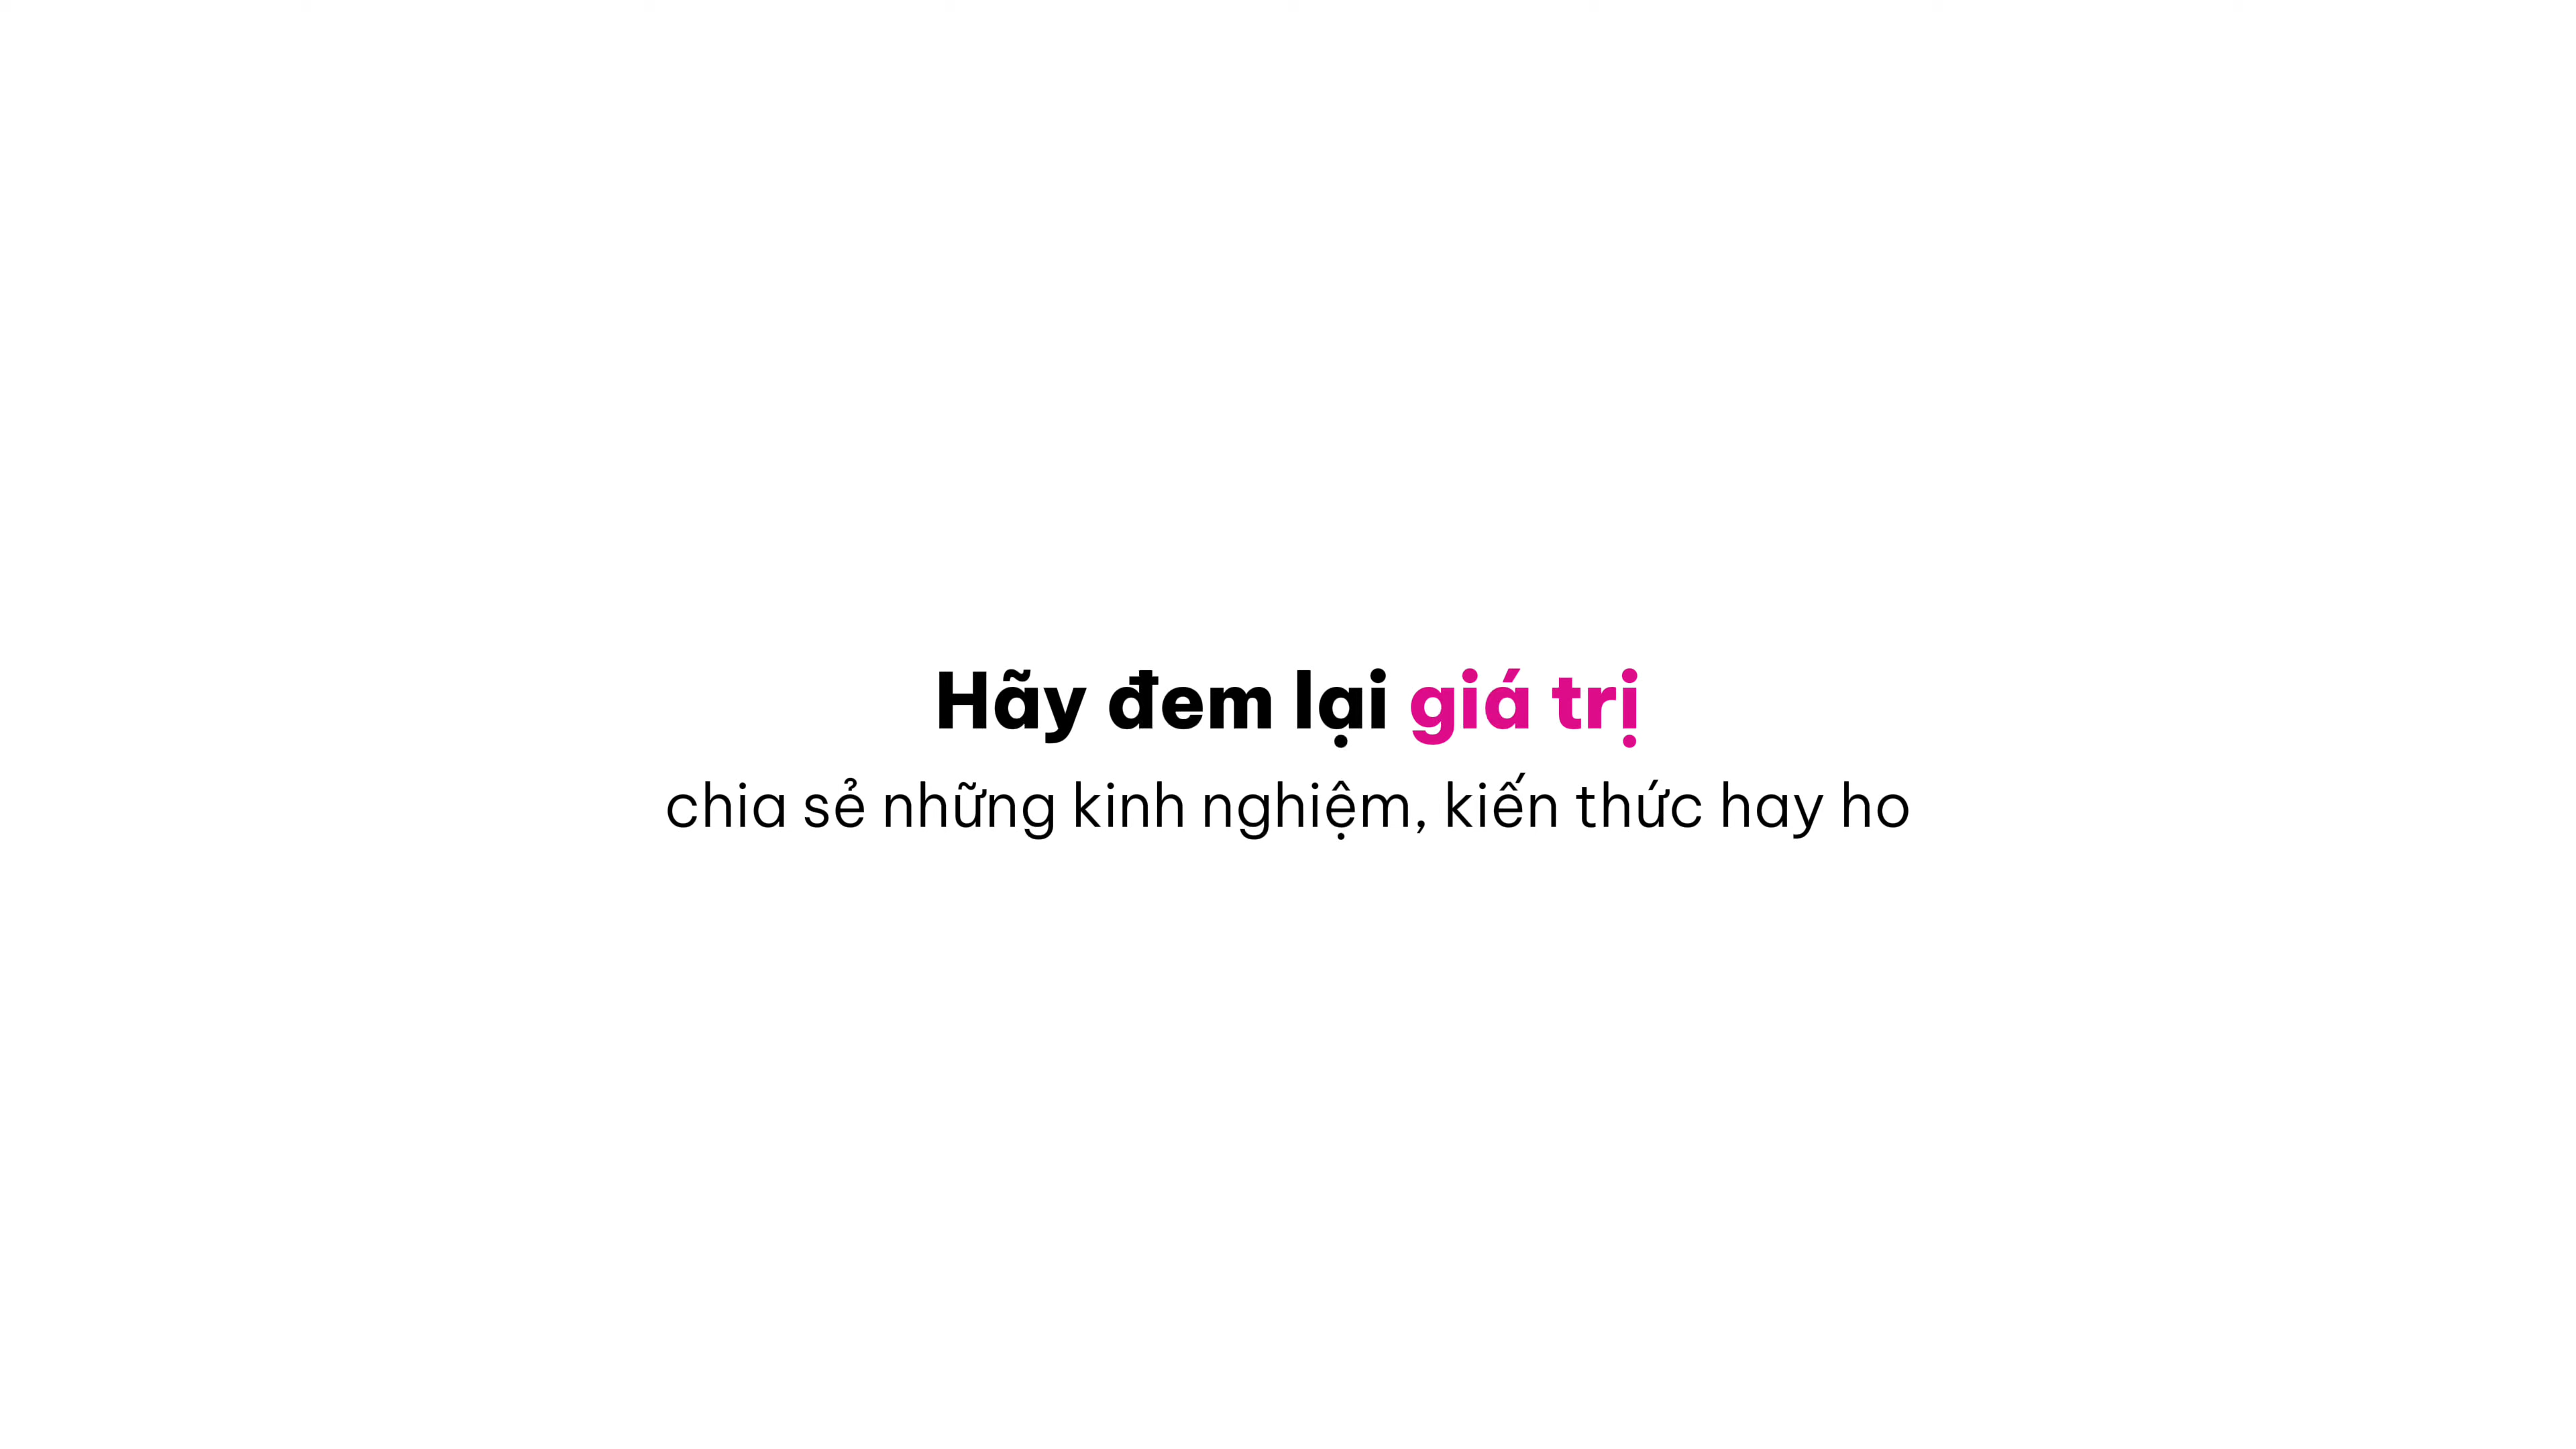 Hãy đem lại giá trị
chia sẻ những kinh nghiệm, kiến thức hay ho